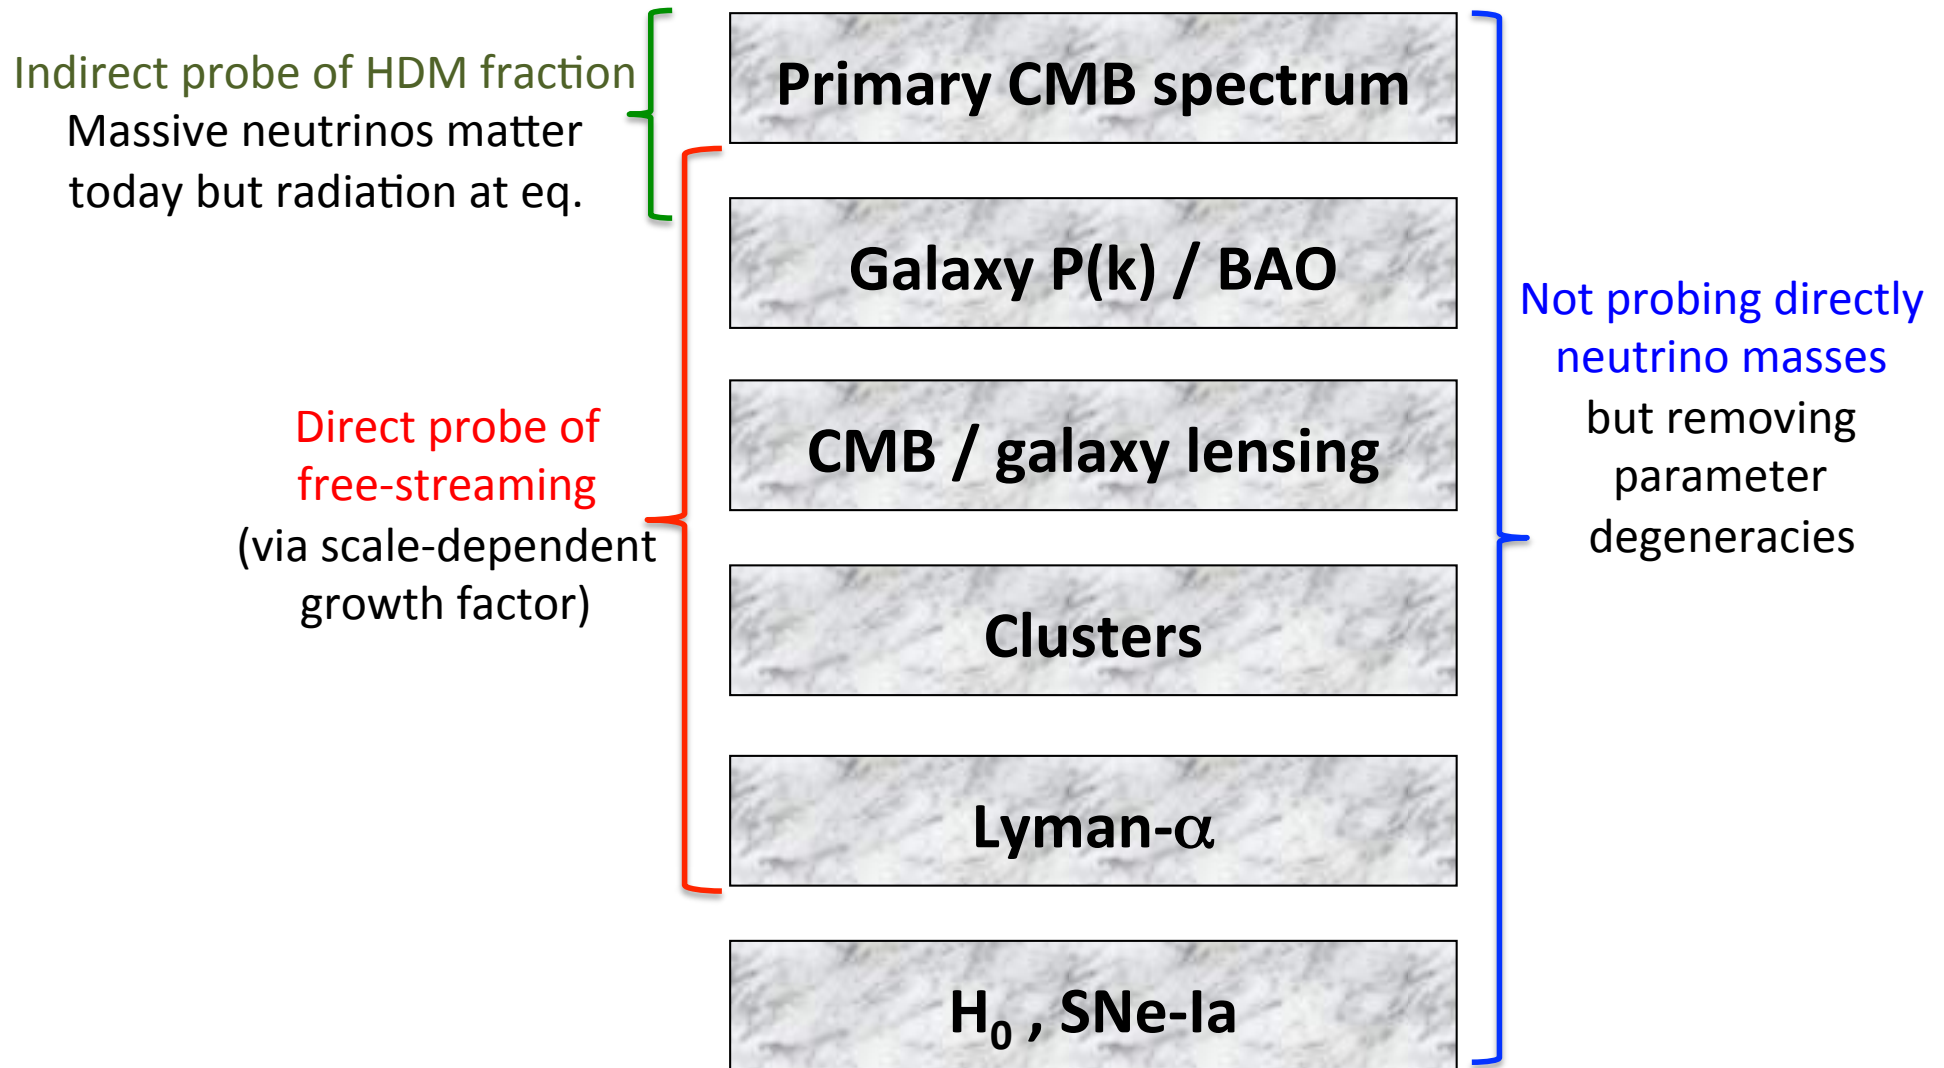 Indirect probe of HDM fraction
Massive neutrinos matter
today but radiation at eq.
Direct probe of
free-streaming
(via scale-dependent
growth factor)
Primary CMB spectrum
Galaxy P(k) / BAO
CMB / galaxy lensing
Clusters
Lyman-α
H₀ , SNe-Ia
Not probing directly
neutrino masses
but removing
parameter
degeneracies